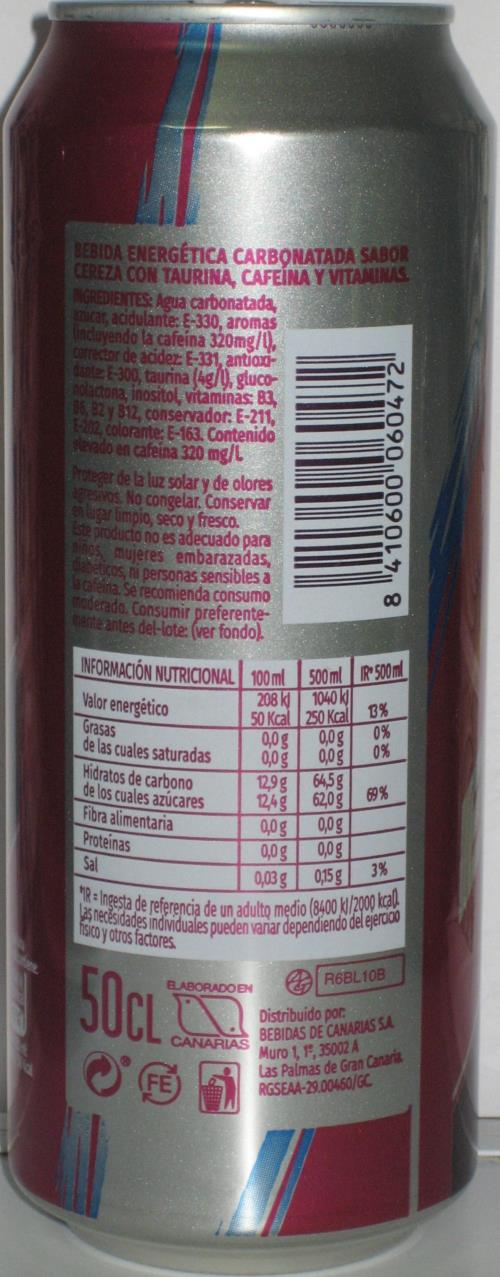 BEBIDA ENERGÉTICA CARBONATADA SABOR
CEREZA CON TAURINA, CAFEÍNA Y VITAMINAS.
INGREDIENTES: Agua carbonatada,
azúcar, acidulante: E-330, aromas
(incluyendo la cafeína 320mg/l),
corrector de acidez: E-331, antioxi-
dante: E-300, taurina (4g/l), gluco-
nolactona, inositol, vitaminas: B3,
B6, B2 y B12, conservador: E-211,
E-202, colorante: E-163. Contenido
elevado en cafeína 320 mg/l.
Proteger de la luz solar y de olores
agresivos. No congelar. Conservar
en lugar limpio, seco y fresco.
Este producto no es adecuado para
niños, mujeres embarazadas,
diabéticos, ni personas sensibles a
la cafeína. Se recomienda consumo
moderado. Consumir preferente-
mente antes del-lote: (ver fondo).
8 410600 060472
INFORMACIÓN NUTRICIONAL 100 ml 500 ml IR* 500 ml
Valor energético 208 kJ 1040 kJ 13%
50 Kcal 250 Kcal
Grasas 0,0 g 0,0 g 0%
de las cuales saturadas 0,0 g 0,0 g 0%
Hidratos de carbono 12,9 g 64,5 g
de los cuales azúcares 12,4 g 62,0 g 69%
Fibra alimentaria 0,0 g 0,0 g
Proteínas 0,0 g 0,0 g
Sal 0,03 g 0,15 g 3%
*IR = Ingesta de referencia de un adulto medio (8400 kJ/2000 kcal).
Las necesidades individuales pueden variar dependiendo del ejercicio
físico y otros factores.
50CL
ELABORADO EN
CANARIAS
R6BL10B
FE
Distribuido por:
BEBIDAS DE CANARIAS S.A.
Muro 1, 1º, 35002 A
Las Palmas de Gran Canaria.
RGSEAA-29.00460/GC.